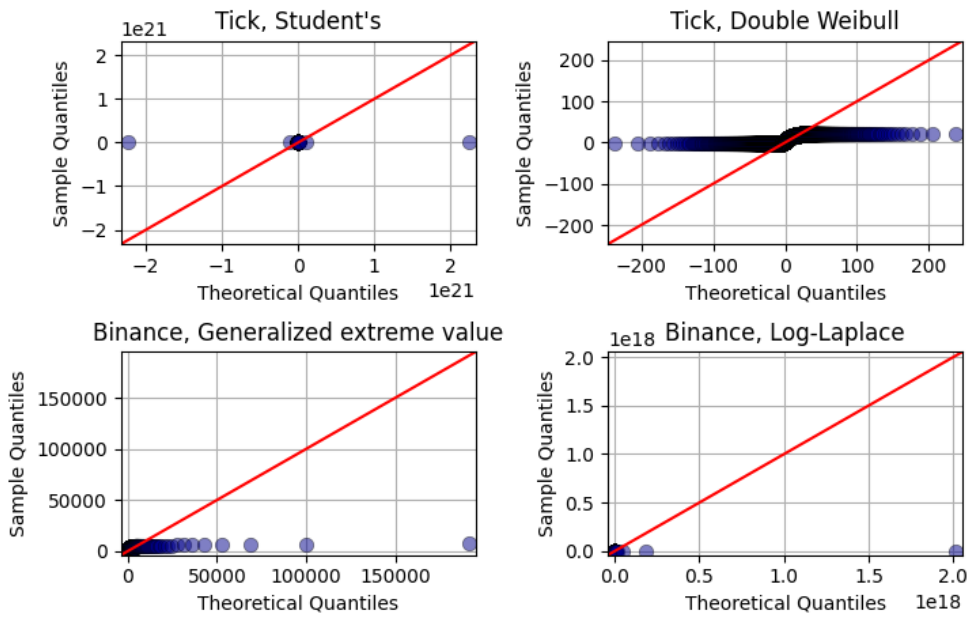 Tick, Student's
1e21
2
1
0
−1
−2
Sample Quantiles
−2 −1 0 1 2
1e21
Theoretical Quantiles
Tick, Double Weibull
200
100
0
−100
−200
Sample Quantiles
−200 −100 0 100 200
Theoretical Quantiles
Binance, Generalized extreme value
150000
100000
50000
0
Sample Quantiles
0 50000 100000 150000
Theoretical Quantiles
Binance, Log-Laplace
1e18
2.0
1.5
1.0
0.5
0.0
Sample Quantiles
0.0 0.5 1.0 1.5 2.0
1e18
Theoretical Quantiles